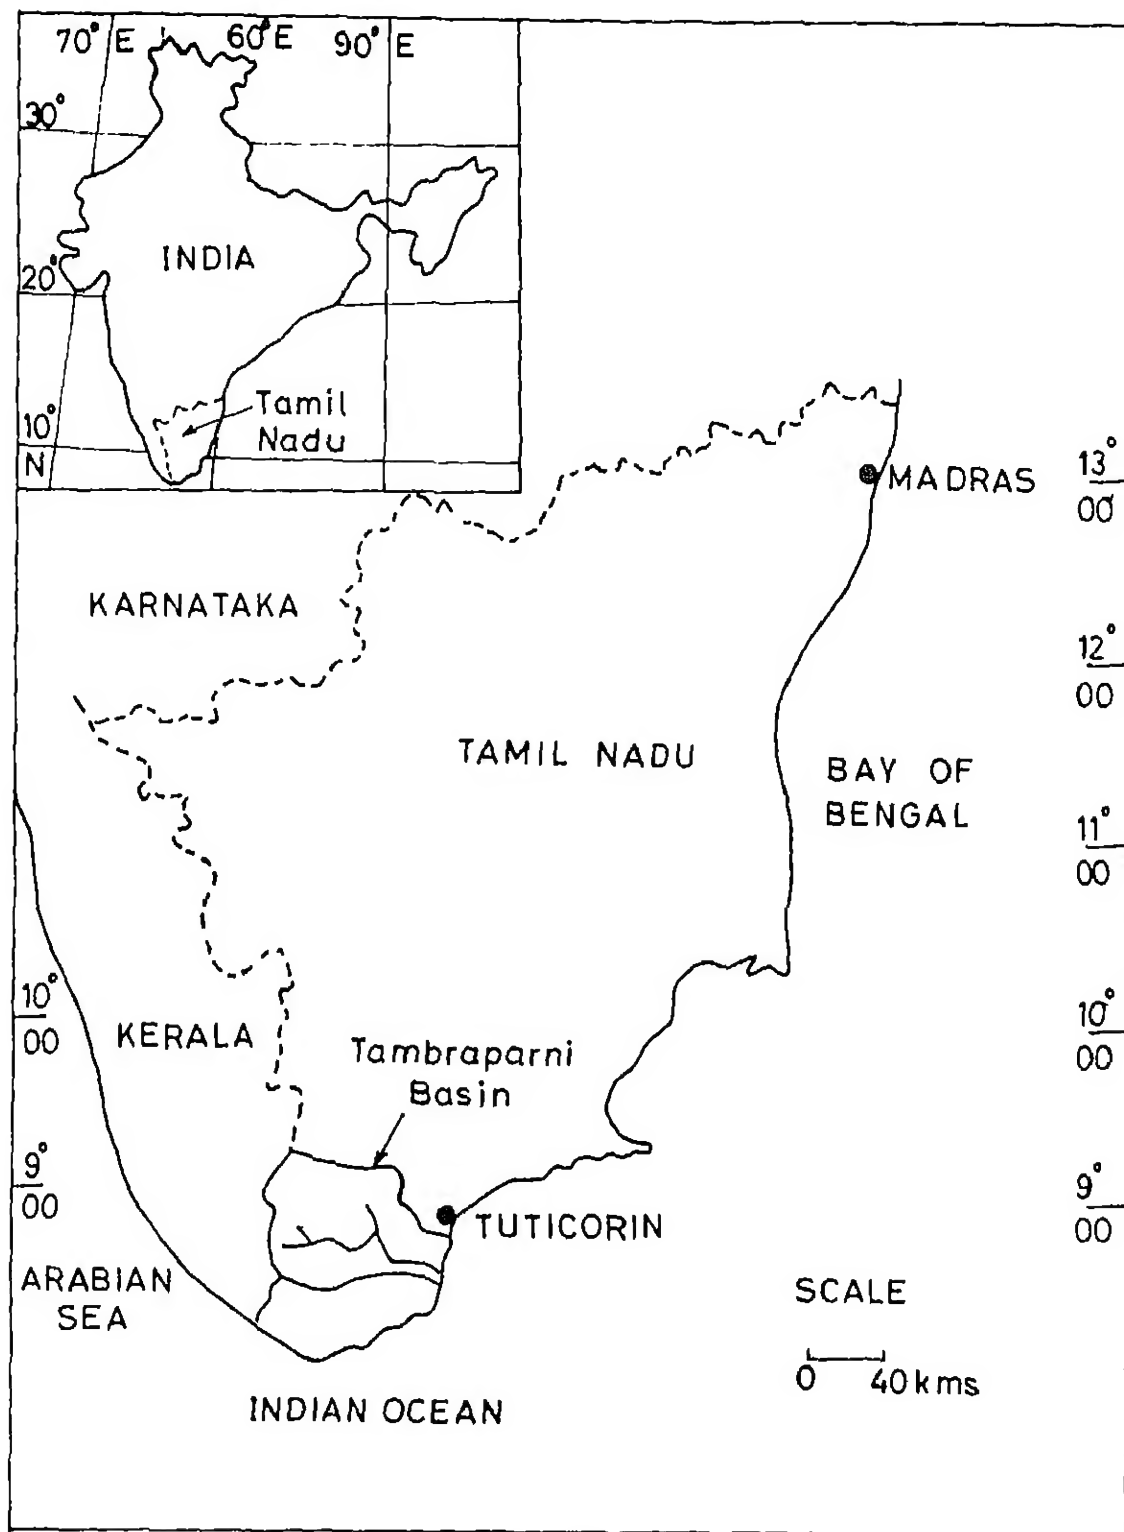 70° E 60°E 90° E
30°
INDIA
20°
Tamil
Nadu
10°
N
MADRAS
13°
00
KARNATAKA
12°
00
TAMIL NADU
BAY OF
BENGAL
11°
00
10°
00
KERALA
10°
00
Tambraparni
Basin
9°
00
9°
00
TUTICORIN
ARABIAN
SEA
SCALE
0 40 kms
INDIAN OCEAN